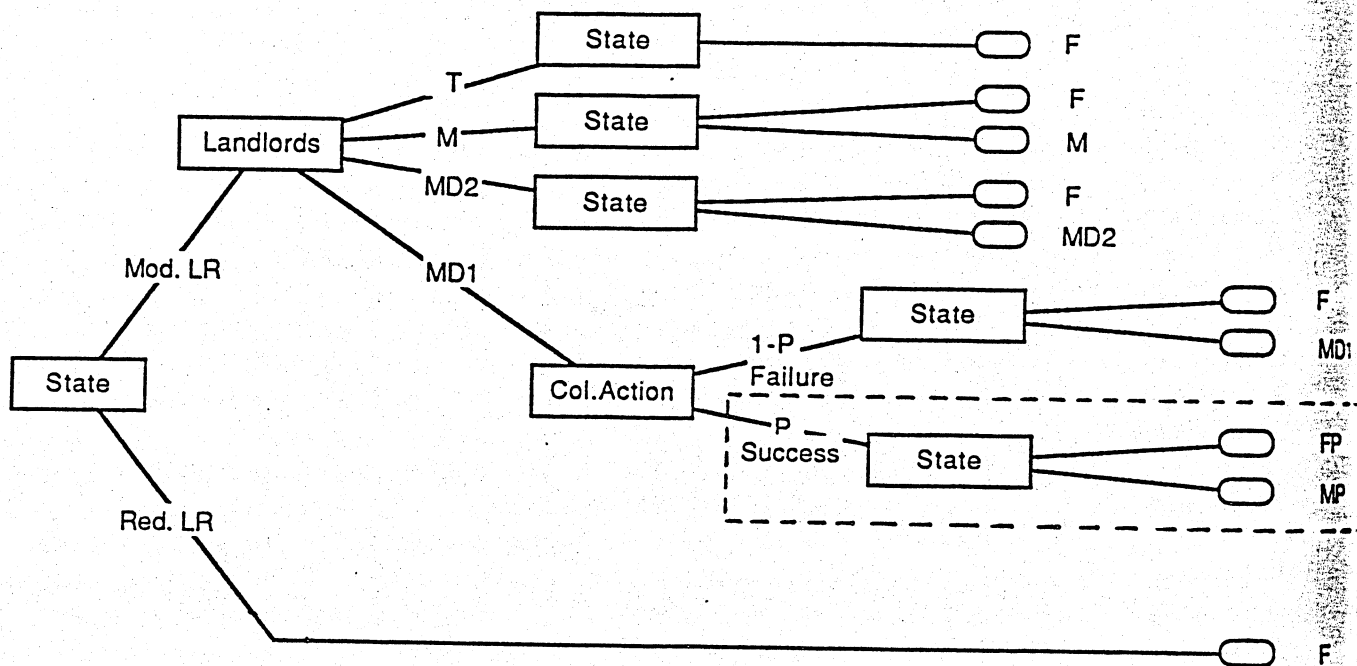 State
F
T
F
Landlords
M
State
M
MD2
State
F
MD2
Mod. LR
MD1
State
F
1-P
MD1
Failure
State
Col.Action
P
Success
State
FP
MP
Red. LR
F